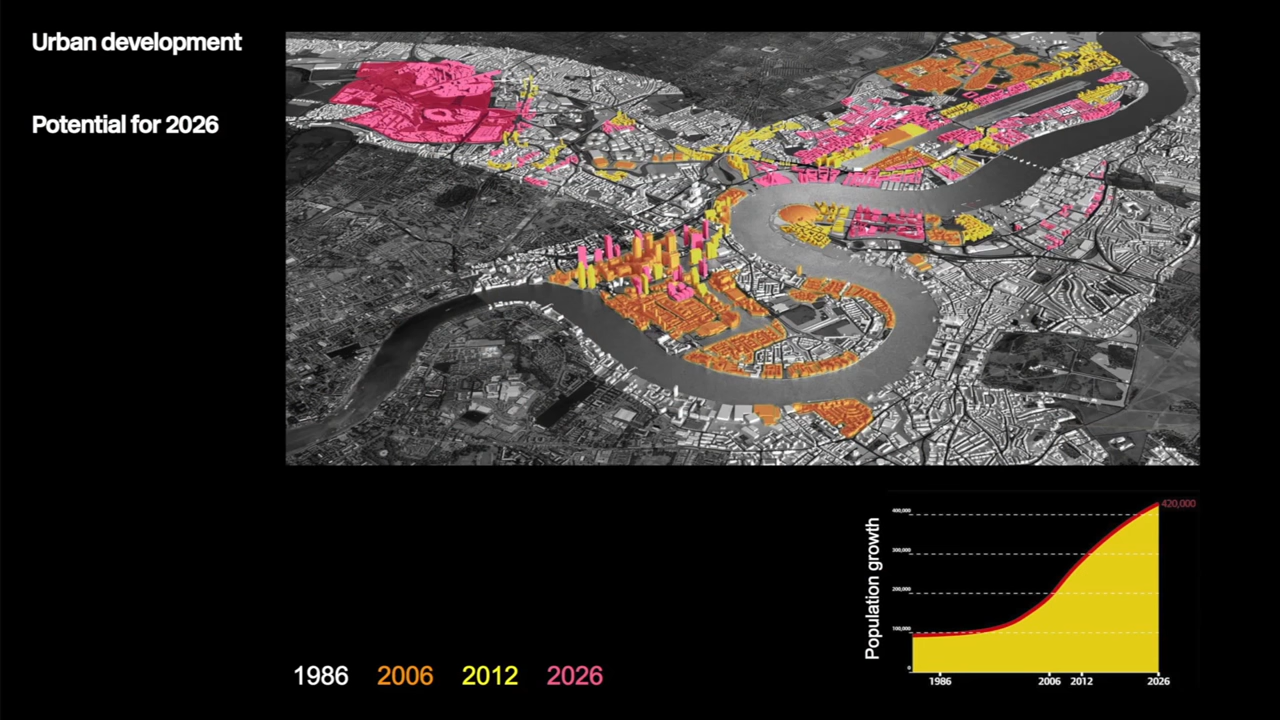 Urban development
Potential for 2026
Population growth
420,000
400,000
300,000
200,000
100,000
0
1986 2006 2012 2026
1986 2006 2012 2026